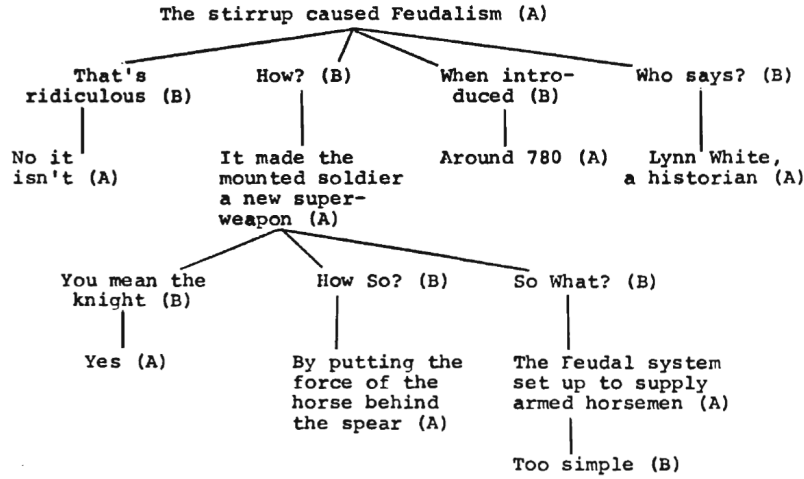 The stirrup caused Feudalism (A)
That's
ridiculous (B)
How? (B)
When intro-
duced (B)
Who says? (B)
No it
isn't (A)
It made the
mounted soldier
a new super-
weapon (A)
Around 780 (A)
Lynn White,
a historian (A)
You mean the
knight (B)
How So? (B)
So What? (B)
Yes (A)
By putting the
force of the
horse behind
the spear (A)
The feudal system
set up to supply
armed horsemen (A)
Too simple (B)